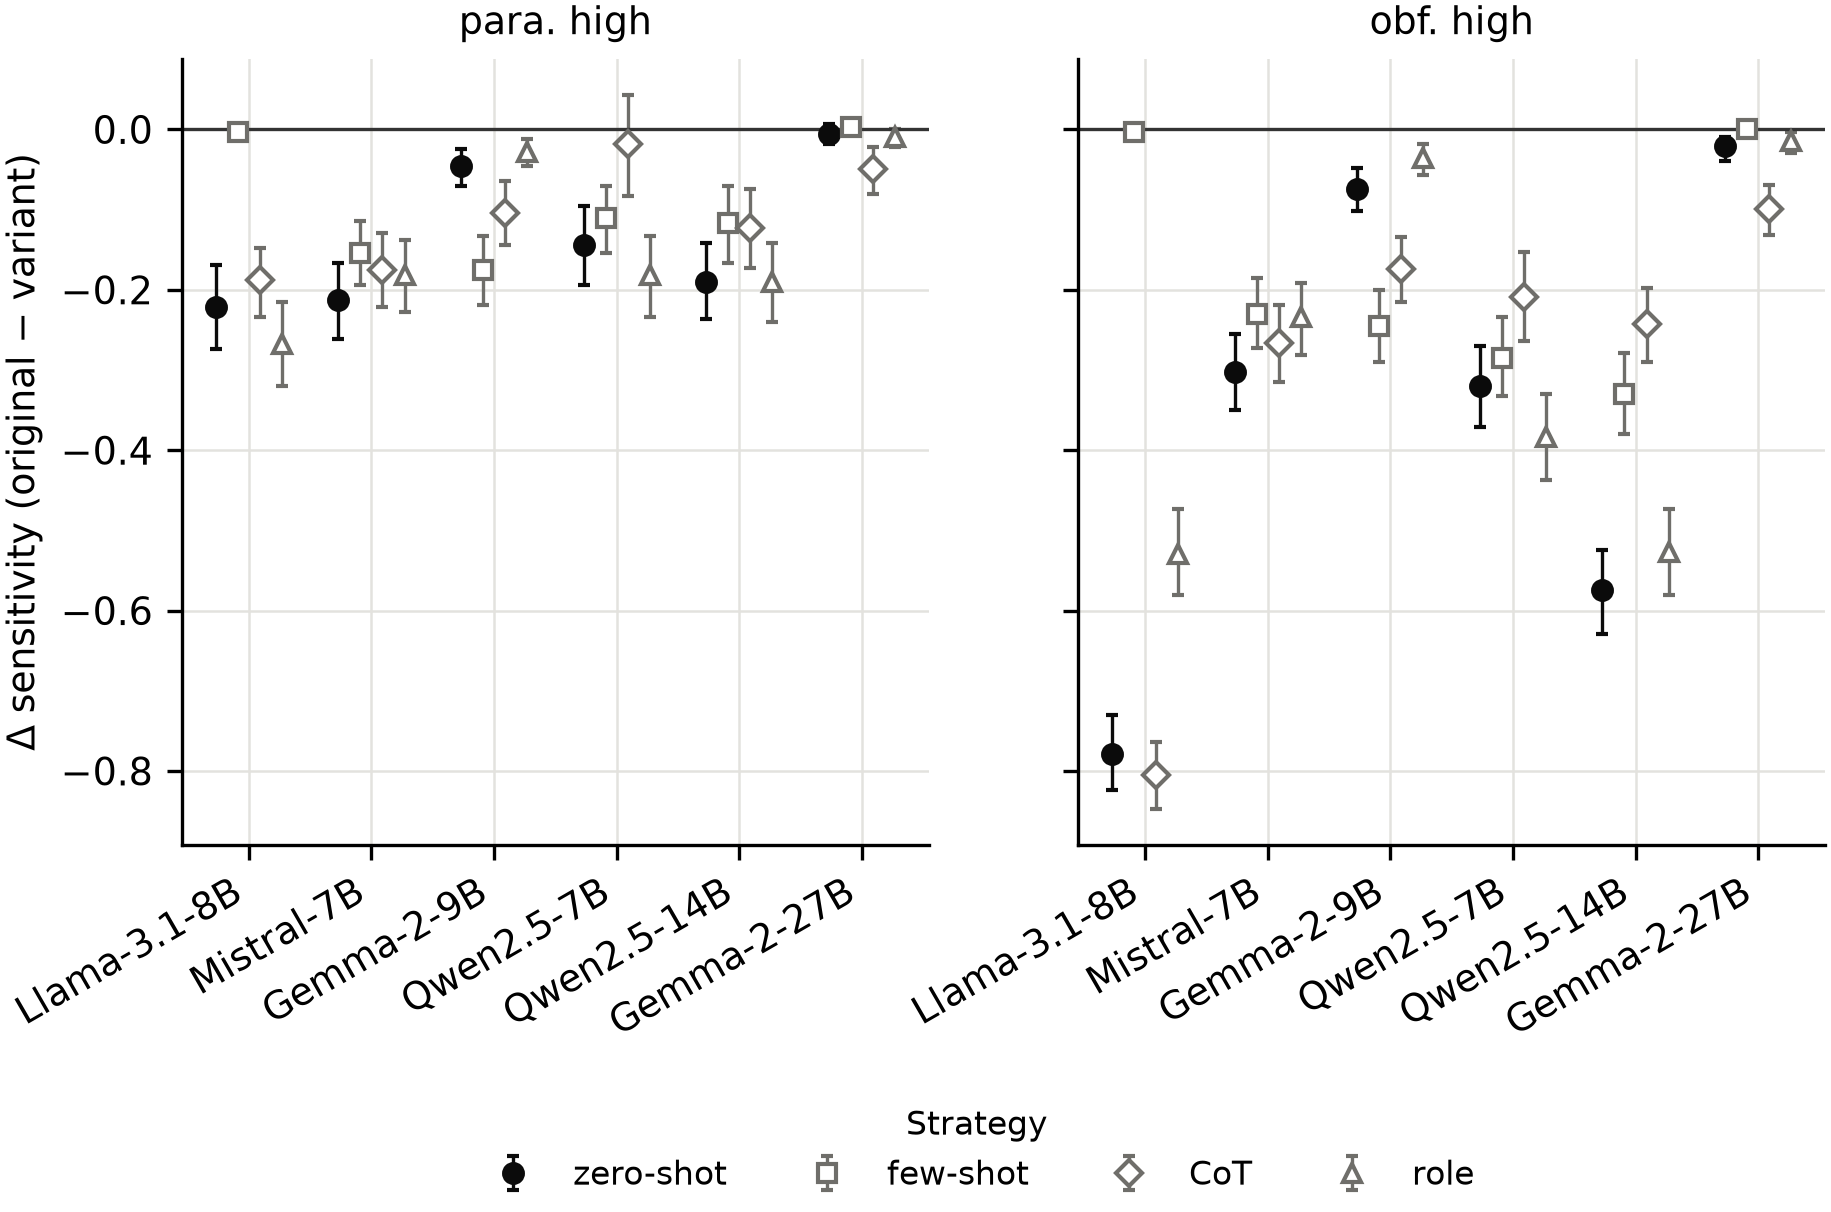 para. high
obf. high
Δ sensitivity (original − variant)
0.0
−0.2
−0.4
−0.6
−0.8
Llama-3.1-8B
Mistral-7B
Gemma-2-9B
Qwen2.5-7B
Qwen2.5-14B
Gemma-2-27B
Llama-3.1-8B
Mistral-7B
Gemma-2-9B
Qwen2.5-7B
Qwen2.5-14B
Gemma-2-27B
Strategy
zero-shot few-shot CoT role